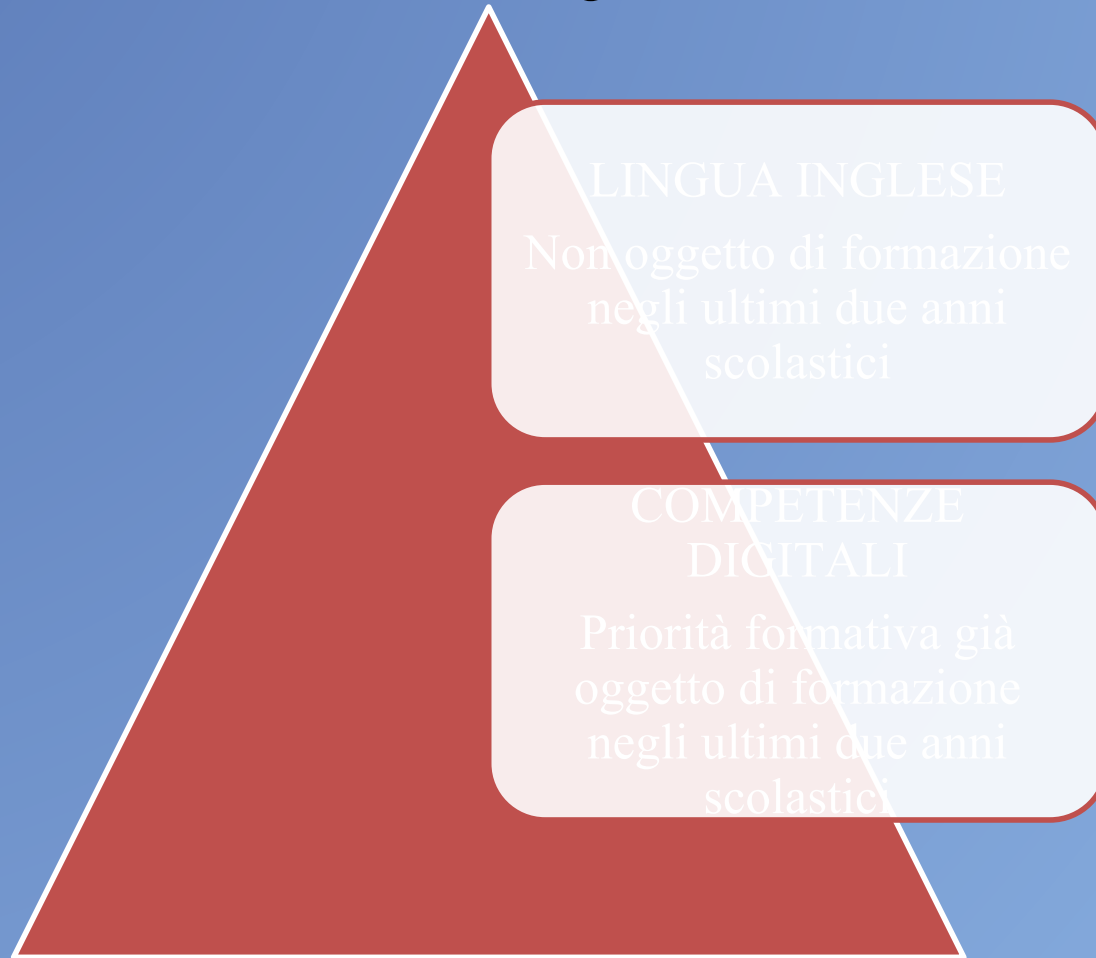 LINGUA INGLESE
Non oggetto di formazione
negli ultimi due anni
scolastici
COMPETENZE
DIGITALI
Priorità formativa già
oggetto di formazione
negli ultimi due anni
scolastici